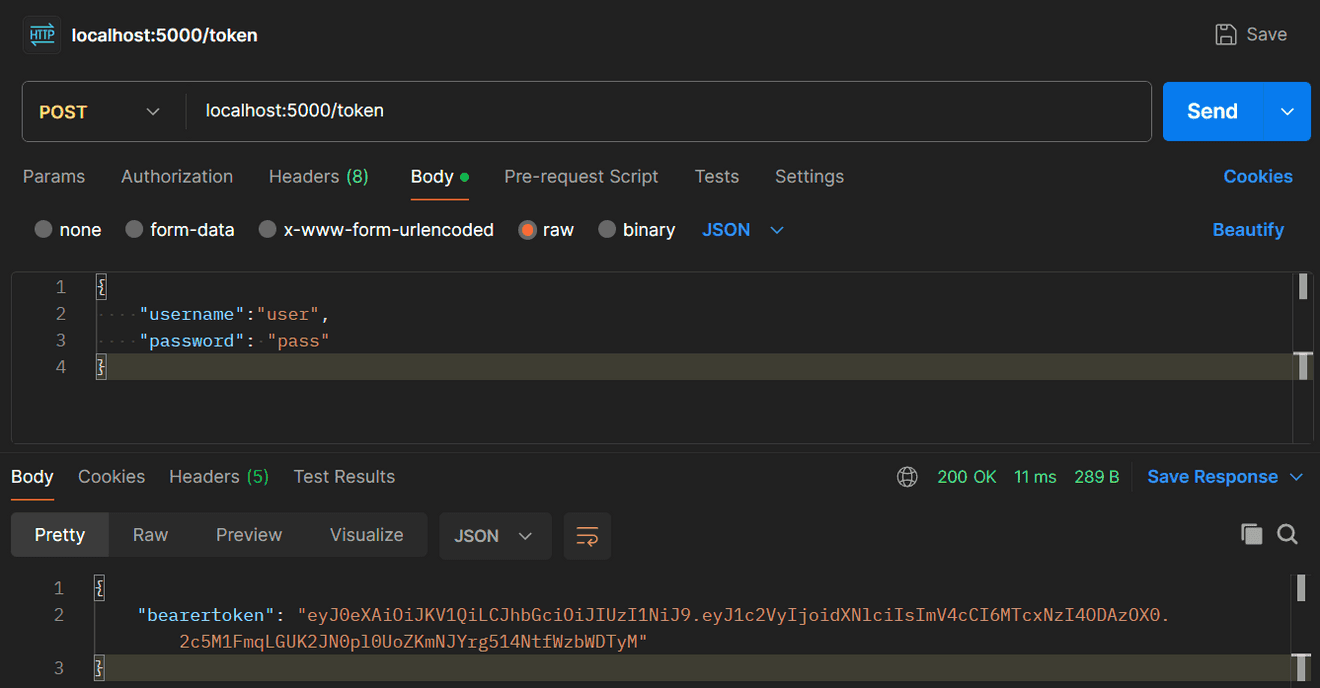 HTTP localhost:5000/token Save
POST localhost:5000/token Send
Params Authorization Headers (8) Body Pre-request Script Tests Settings Cookies
none form-data x-www-form-urlencoded raw binary JSON Beautify
1 {
2 "username":"user",
3 "password": "pass"
4 }
Body Cookies Headers (5) Test Results 200 OK 11 ms 289 B Save Response
Pretty Raw Preview Visualize JSON
1 {
2 "bearertoken": "eyJ0eXAiOiJKV1QiLCJhbGciOiJIUzI1NiJ9.eyJ1c2VyIjoidXNlciIsImV4cCI6MTcxNzI4ODAzOX0.
2c5M1FmqLGUK2JN0pl0UoZKmNJYrg514NtfWzbWDTyM"
3 }